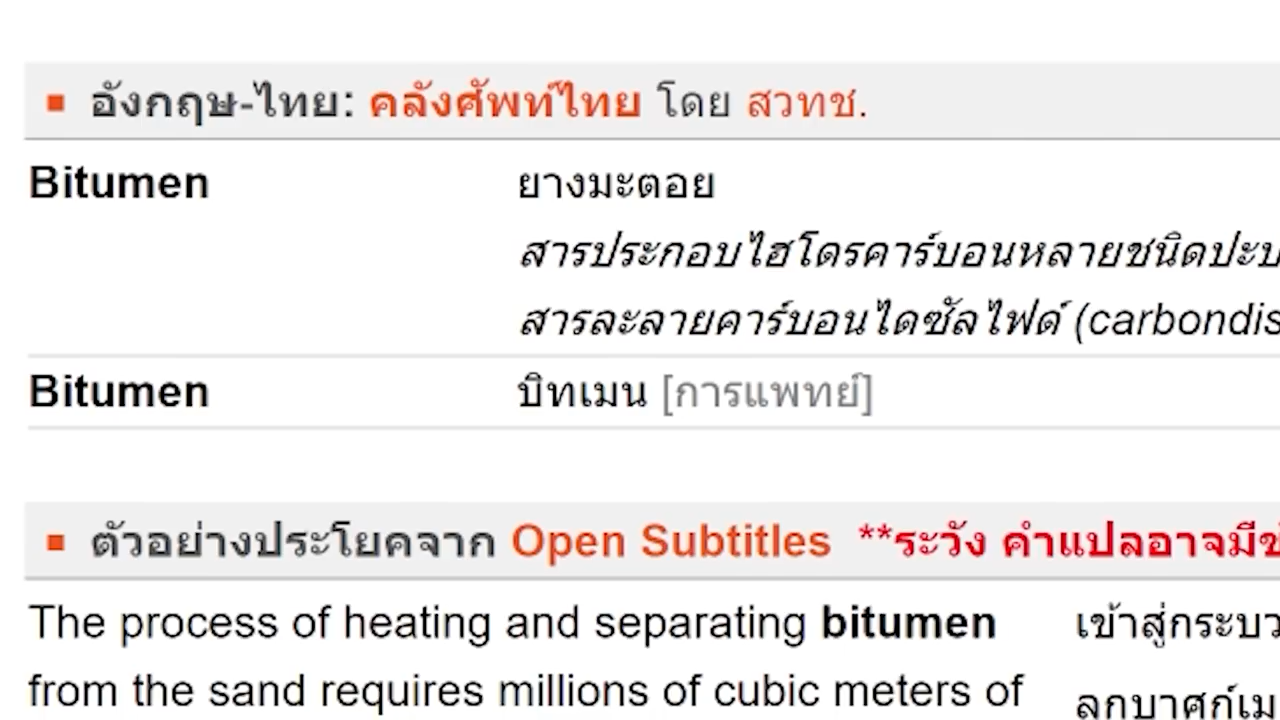 อังกฤษ-ไทย: คลังศัพท์ไทย โดย สวทช.
Bitumen ยางมะตอย
สารประกอบไฮโดรคาร์บอนหลายชนิดปะป
สารละลายคาร์บอนไดซัลไฟด์ (carbondis
Bitumen บิทเมน [การแพทย์]
ตัวอย่างประโยคจาก Open Subtitles **ระวัง คำแปลอาจมีข้
The process of heating and separating bitumen เข้าสู่กระบว
from the sand requires millions of cubic meters of ลูกบาศก์เม